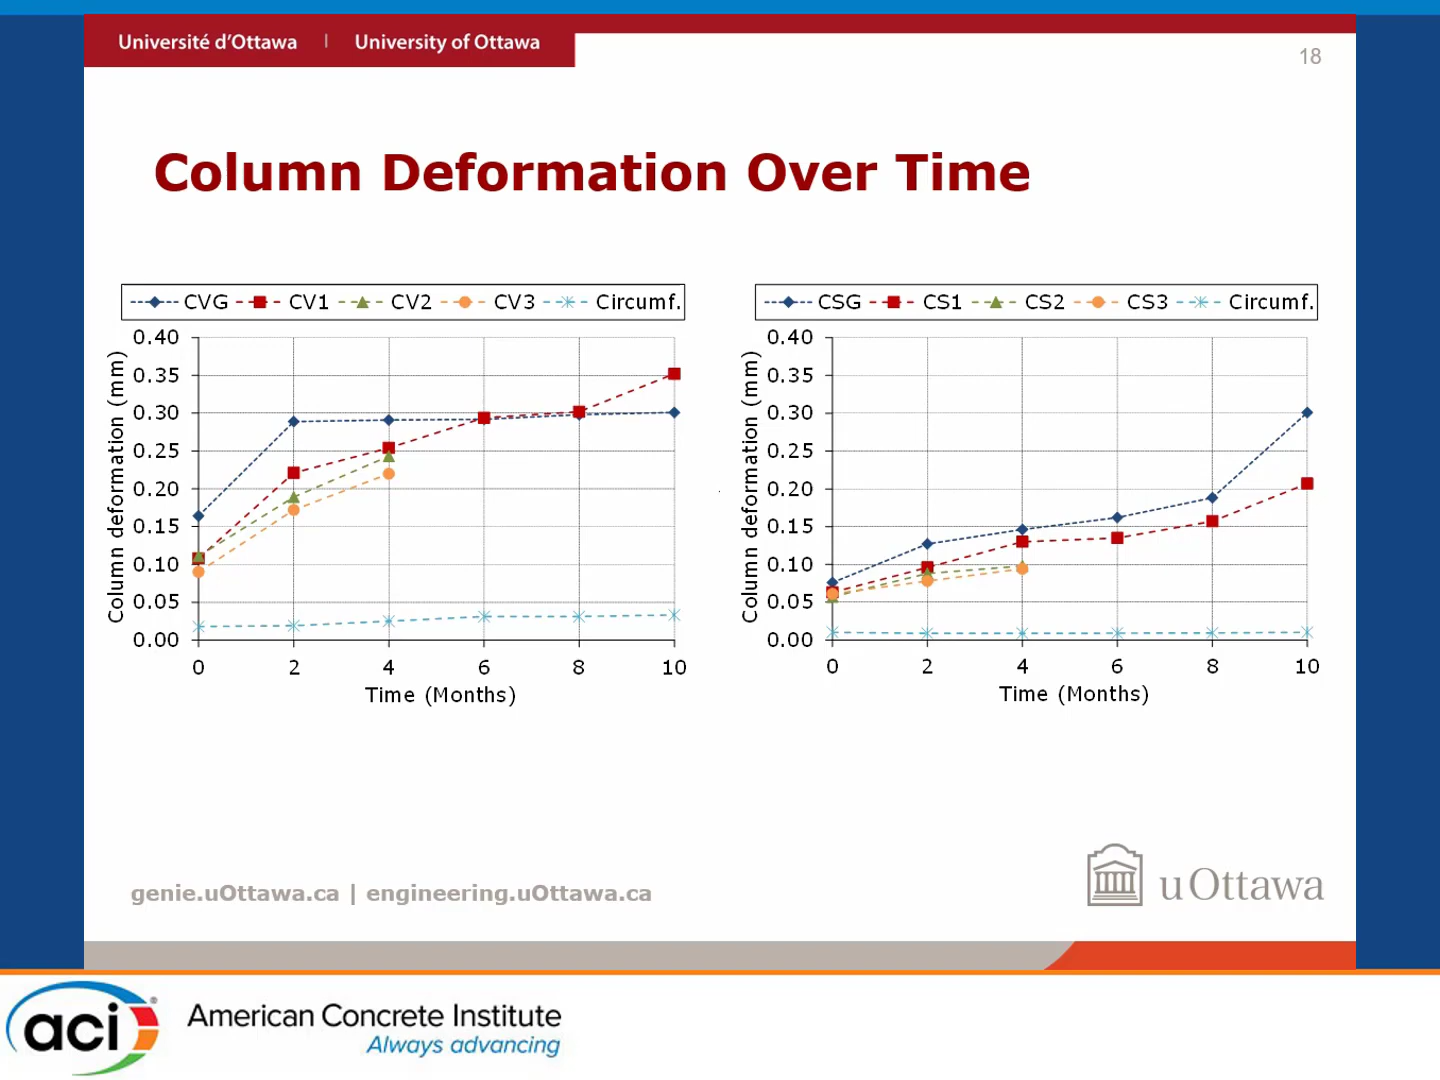 Université d'Ottawa | University of Ottawa
18
Column Deformation Over Time
CVG CV1 CV2 CV3 Circumf.
Column deformation (mm)
0.40
0.35
0.30
0.25
0.20
0.15
0.10
0.05
0.00
0 2 4 6 8 10
Time (Months)
CSG CS1 CS2 CS3 Circumf.
Column deformation (mm)
0.40
0.35
0.30
0.25
0.20
0.15
0.10
0.05
0.00
0 2 4 6 8 10
Time (Months)
genie.uOttawa.ca | engineering.uOttawa.ca
uOttawa
aci®
American Concrete Institute
Always advancing